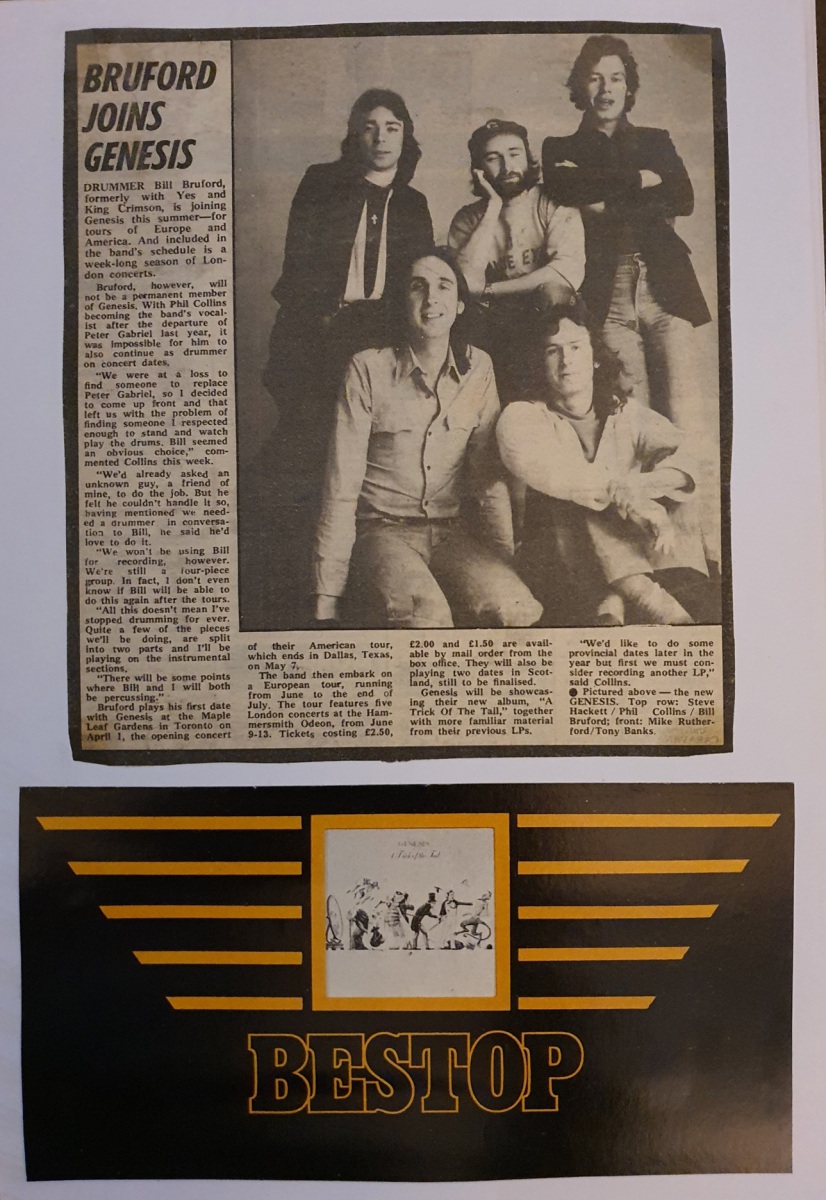 BRUFORD
JOINS
GENESIS
DRUMMER Bill Bruford,
formerly with Yes and
King Crimson, is joining
Genesis this summer—for
tours of Europe and
America. And included in
the band's schedule is a
week-long season of Lon-
don concerts.
Bruford, however, will
not be a permanent member
of Genesis. With Phil Collins
becoming the band's vocal-
ist after the departure of
Peter Gabriel last year, it
was impossible for him to
also continue as drummer
on concert dates.
"We were at a loss to
find someone to replace
Peter Gabriel, so I decided
to come up front and that
left us with the problem of
finding someone I respected
enough to stand and watch
play the drums. Bill seemed
an obvious choice," com-
mented Collins this week.
"We'd already asked an
unknown guy, a friend of
mine, to do the job. But he
felt he couldn't handle it so,
having mentioned we need-
ed a drummer in conversa-
tion to Bill, he said he'd
love to do it.
"We won't be using Bill
for recording, however.
We're still a four-piece
group. In fact, I don't even
know if Bill will be able to
do this again after the tours.
"All this doesn't mean I've
stopped drumming for ever.
Quite a few of the pieces
we'll be doing, are split
into two parts and I'll be
playing on the instrumental
sections.
"There will be some points
where Bill and I will both
be percussing."
Bruford plays his first date
with Genesis at the Maple
Leaf Gardens in Toronto on
April 1, the opening concert
of their American tour,
which ends in Dallas, Texas,
on May 7.
The band then embark on
a European tour, running
from June to the end of
July. The tour features five
London concerts at the Ham-
mersmith Odeon, from June
9-13. Tickets costing £2.50,
£2.00 and £1.50 are avail-
able by mail order from the
box office. They will also be
playing two dates in Scot-
land, still to be finalised.
Genesis will be showcas-
ing their new album, "A
Trick Of The Tail," together
with more familiar material
from their previous LPs.
"We'd like to do some
provincial dates later in the
year but first we must con-
sider recording another LP,"
said Collins.
● Pictured above — the new
GENESIS. Top row: Steve
Hackett / Phil Collins / Bill
Bruford; front: Mike Ruther-
ford/Tony Banks.
GENESIS
A Trick of the Tail
BESTOP